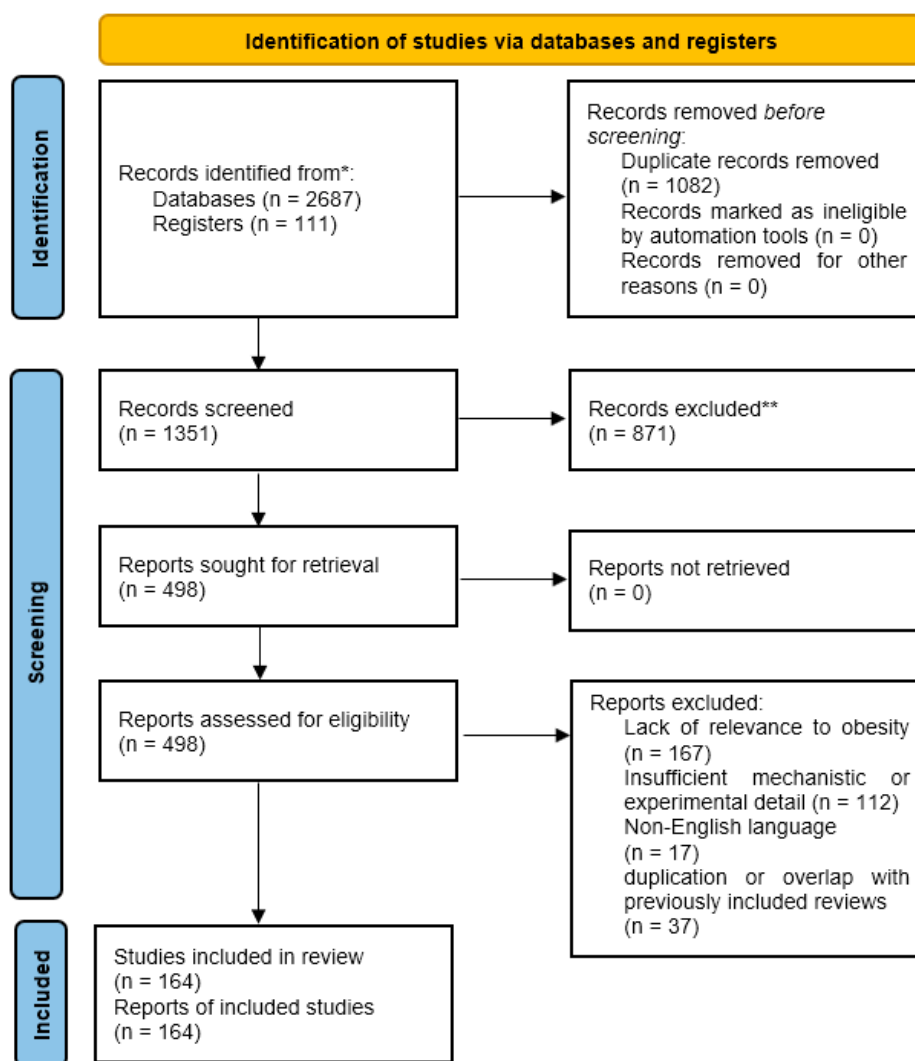 Identification of studies via databases and registers
Identification
Records identified from*:
Databases (n = 2687)
Registers (n = 111)
Records removed before
screening:
Duplicate records removed
(n = 1082)
Records marked as ineligible
by automation tools (n = 0)
Records removed for other
reasons (n = 0)
Screening
Records screened
(n = 1351)
Records excluded**
(n = 871)
Reports sought for retrieval
(n = 498)
Reports not retrieved
(n = 0)
Reports assessed for eligibility
(n = 498)
Reports excluded:
Lack of relevance to obesity
(n = 167)
Insufficient mechanistic or
experimental detail (n = 112)
Non-English language
(n = 17)
duplication or overlap with
previously included reviews
(n = 37)
Included
Studies included in review
(n = 164)
Reports of included studies
(n = 164)